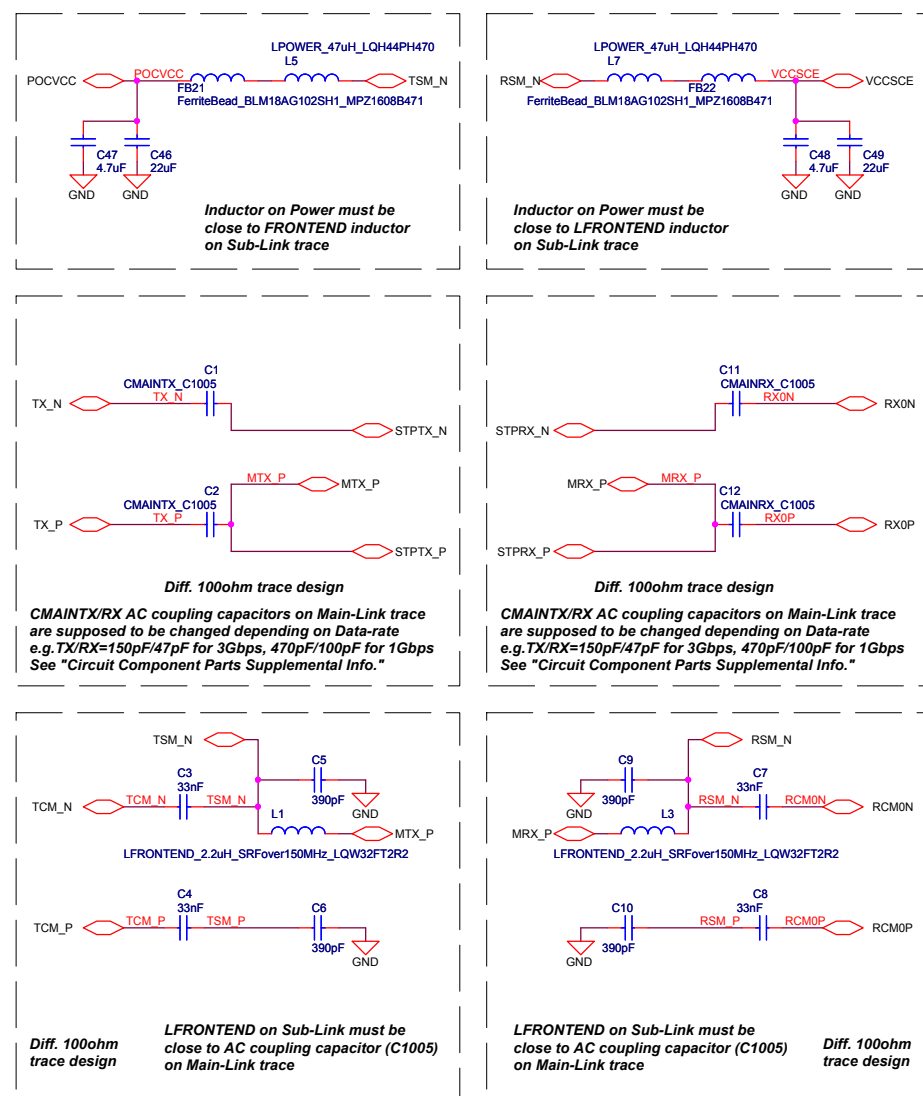 LPOWER_47uH_LQH44PH470
L5
POCVCC
POCVCC
TSM_N
FB21
FerriteBead_BLM18AG102SH1_MPZ1608B471
C47
4.7uF
C46
22uF
GND
GND
Inductor on Power must be
close to FRONTEND inductor
on Sub-Link trace
LPOWER_47uH_LQH44PH470
L7
RSM_N
VCCSCE
VCCSCE
FB22
FerriteBead_BLM18AG102SH1_MPZ1608B471
C48
4.7uF
C49
22uF
GND
GND
Inductor on Power must be
close to LFRONTEND inductor
on Sub-Link trace
C1
CMAINTX_C1005
TX_N
TX_N
STPTX_N
C2
CMAINTX_C1005
MTX_P
MTX_P
TX_P
TX_P
STPTX_P
Diff. 100ohm trace design
CMAINTX/RX AC coupling capacitors on Main-Link trace
are supposed to be changed depending on Data-rate
e.g.TX/RX=150pF/47pF for 3Gbps, 470pF/100pF for 1Gbps
See "Circuit Component Parts Supplemental Info."
C11
CMAINRX_C1005
RX0N
RX0N
STPRX_N
MRX_P
MRX_P
C12
CMAINRX_C1005
RX0P
RX0P
STPRX_P
Diff. 100ohm trace design
CMAINTX/RX AC coupling capacitors on Main-Link trace
are supposed to be changed depending on Data-rate
e.g.TX/RX=150pF/47pF for 3Gbps, 470pF/100pF for 1Gbps
See "Circuit Component Parts Supplemental Info."
TSM_N
C3
33nF
C5
390pF
GND
TCM_N
TCM_N
TSM_N
L1
MTX_P
LFRONTEND_2.2uH_SRFover150MHz_LQW32FT2R2
C4
33nF
TCM_P
TCM_P
TSM_P
C6
390pF
GND
Diff. 100ohm
trace design
LFRONTEND on Sub-Link must be
close to AC coupling capacitor (C1005)
on Main-Link trace
RSM_N
C9
390pF
GND
C7
33nF
RSM_N
RCM0N
RCM0N
MRX_P
L3
LFRONTEND_2.2uH_SRFover150MHz_LQW32FT2R2
C10
390pF
GND
C8
33nF
RSM_P
RCM0P
RCM0P
LFRONTEND on Sub-Link must be
close to AC coupling capacitor (C1005)
on Main-Link trace
Diff. 100ohm
trace design